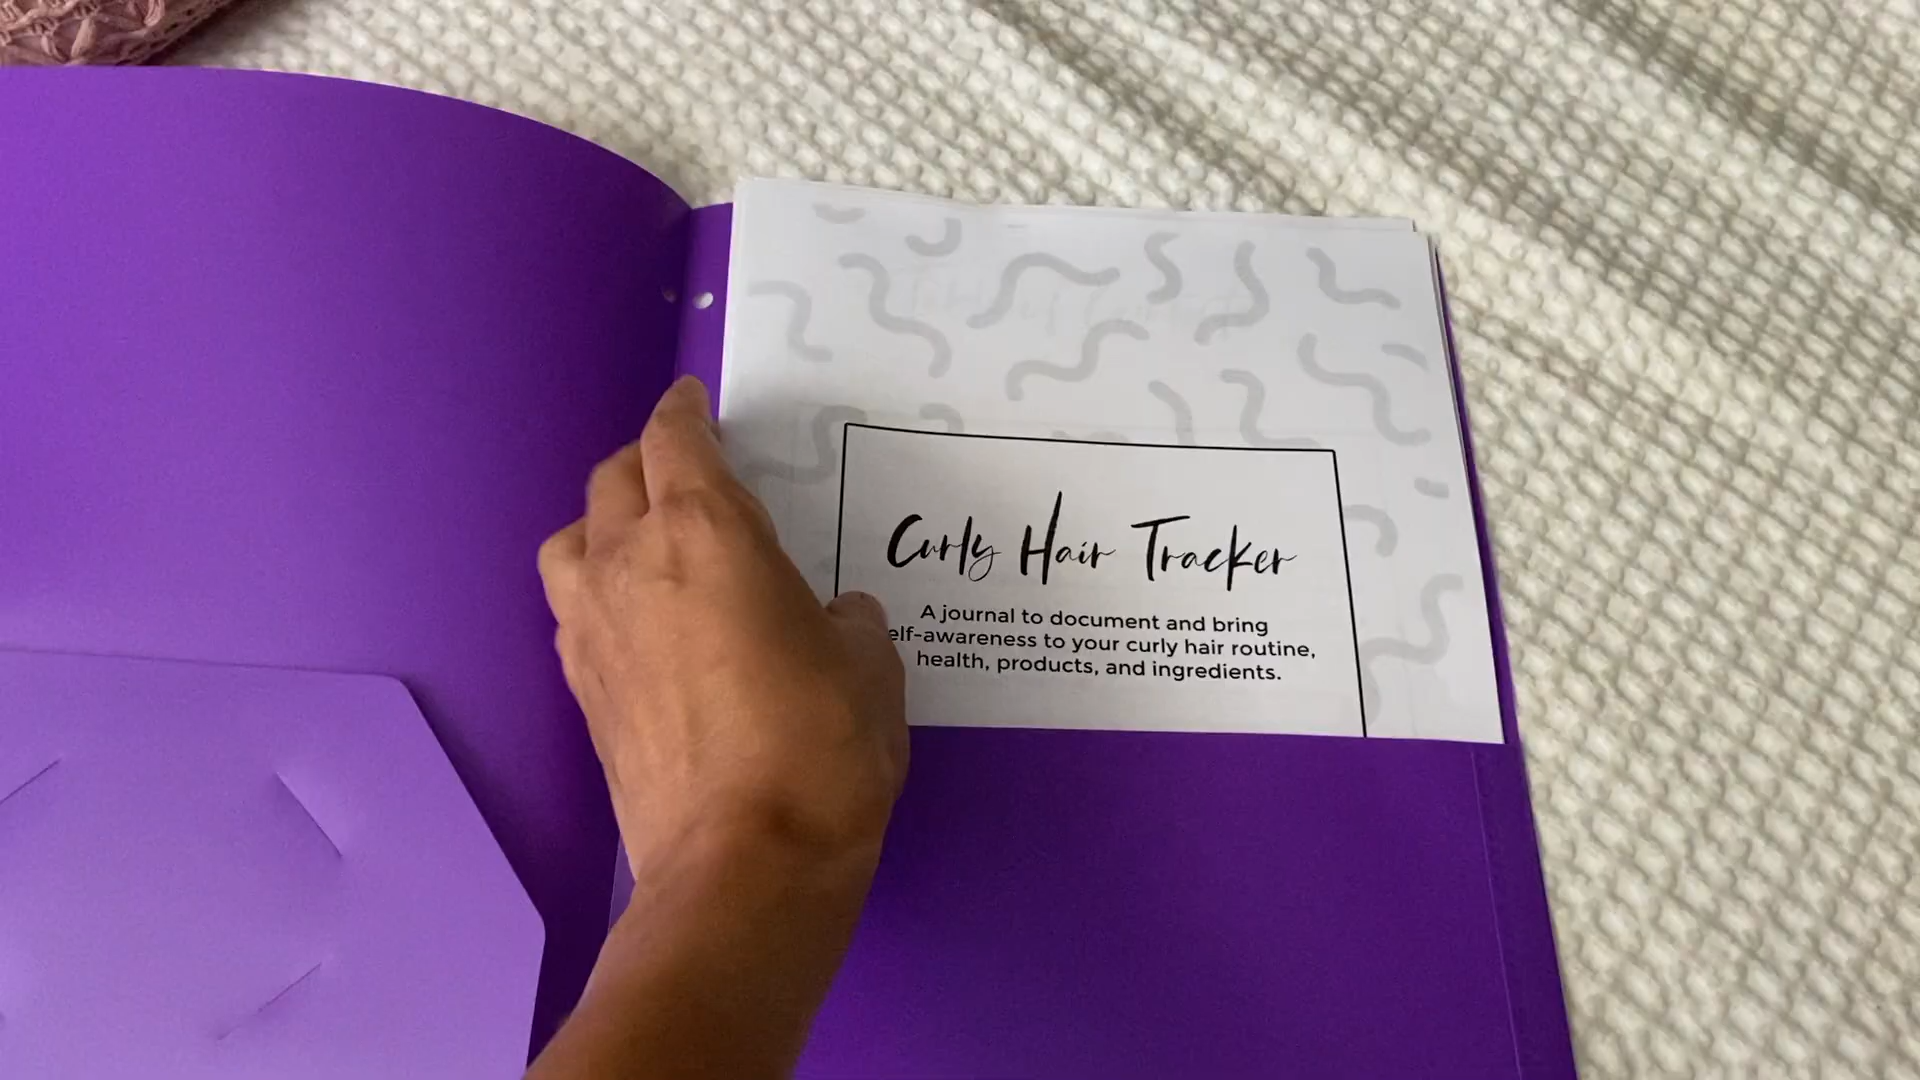 Curly Hair Tracker
A journal to document and bring
elf-awareness to your curly hair routine,
health, products, and ingredients.